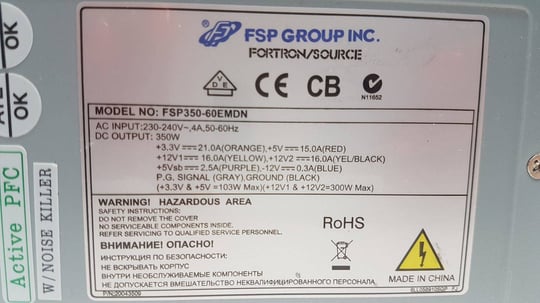 FSP GROUP INC.
FORTRON/SOURCE
OK
VDE
CE
CB
N11652
OK
MODEL NO: FSP350-60EMDN
AC INPUT:230-240V~,4A,50-60Hz
DC OUTPUT: 350W
+3.3V ⎓ 21.0A(ORANGE),+5V ⎓ 15.0A(RED)
+12V1 ⎓ 16.0A(YELLOW),+12V2 ⎓ 16.0A(YEL/BLACK)
+5Vsb ⎓ 2.5A(PURPLE),-12V ⎓ 0.3A(BLUE)
P.G. SIGNAL (GRAY),GROUND (BLACK)
(+3.3V & +5V =103W Max)(+12V1 & +12V2=300W Max)
Active PFC
W/ NOISE KILLER
WARNING! HAZARDOUS AREA
SAFETY INSTRUCTIONS:
DO NOT REMOVE THE COVER
NO SERVICEABLE COMPONENTS INSIDE.
REFER SERVICING TO QUALIFIED SERVICE PERSONNEL.
RoHS
ВНИМАНИЕ! ОПАСНО!
ИНСТРУКЦИЯ ПО БЕЗОПАСНОСТИ:
НЕ ВСКРЫВАТЬ КОРПУС
ВНУТРИ НЕОБСЛУЖИВАЕМЫЕ КОМПОНЕНТЫ
НЕ ДОПУСКАЕТСЯ ВМЕШАТЕЛЬСТВО НЕКВАЛИФИЦИРОВАННОГО ПЕРСОНАЛА.
MADE IN CHINA